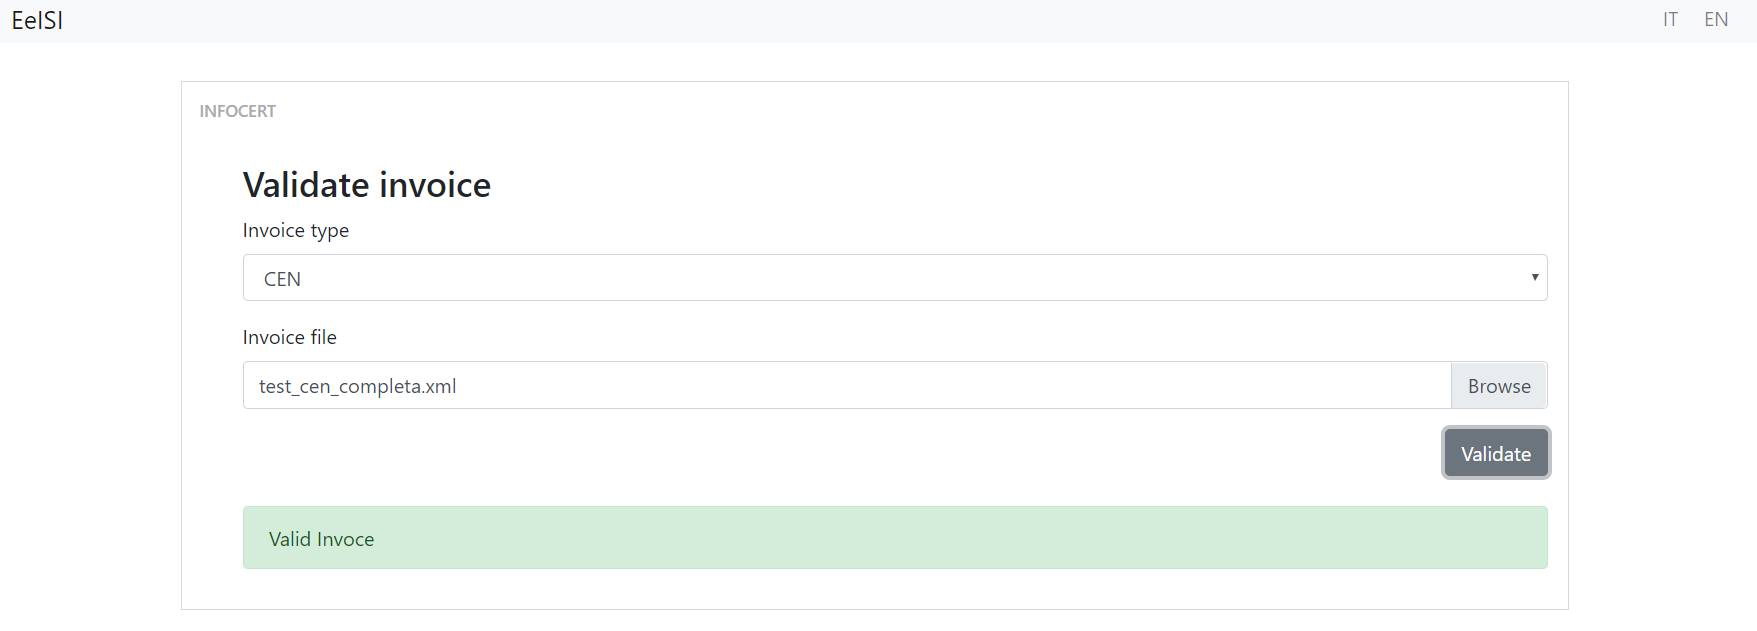 EeISI
IT EN
INFOCERT
Validate invoice
Invoice type
CEN
Invoice file
test_cen_completa.xml
Browse
Validate
Valid Invoce